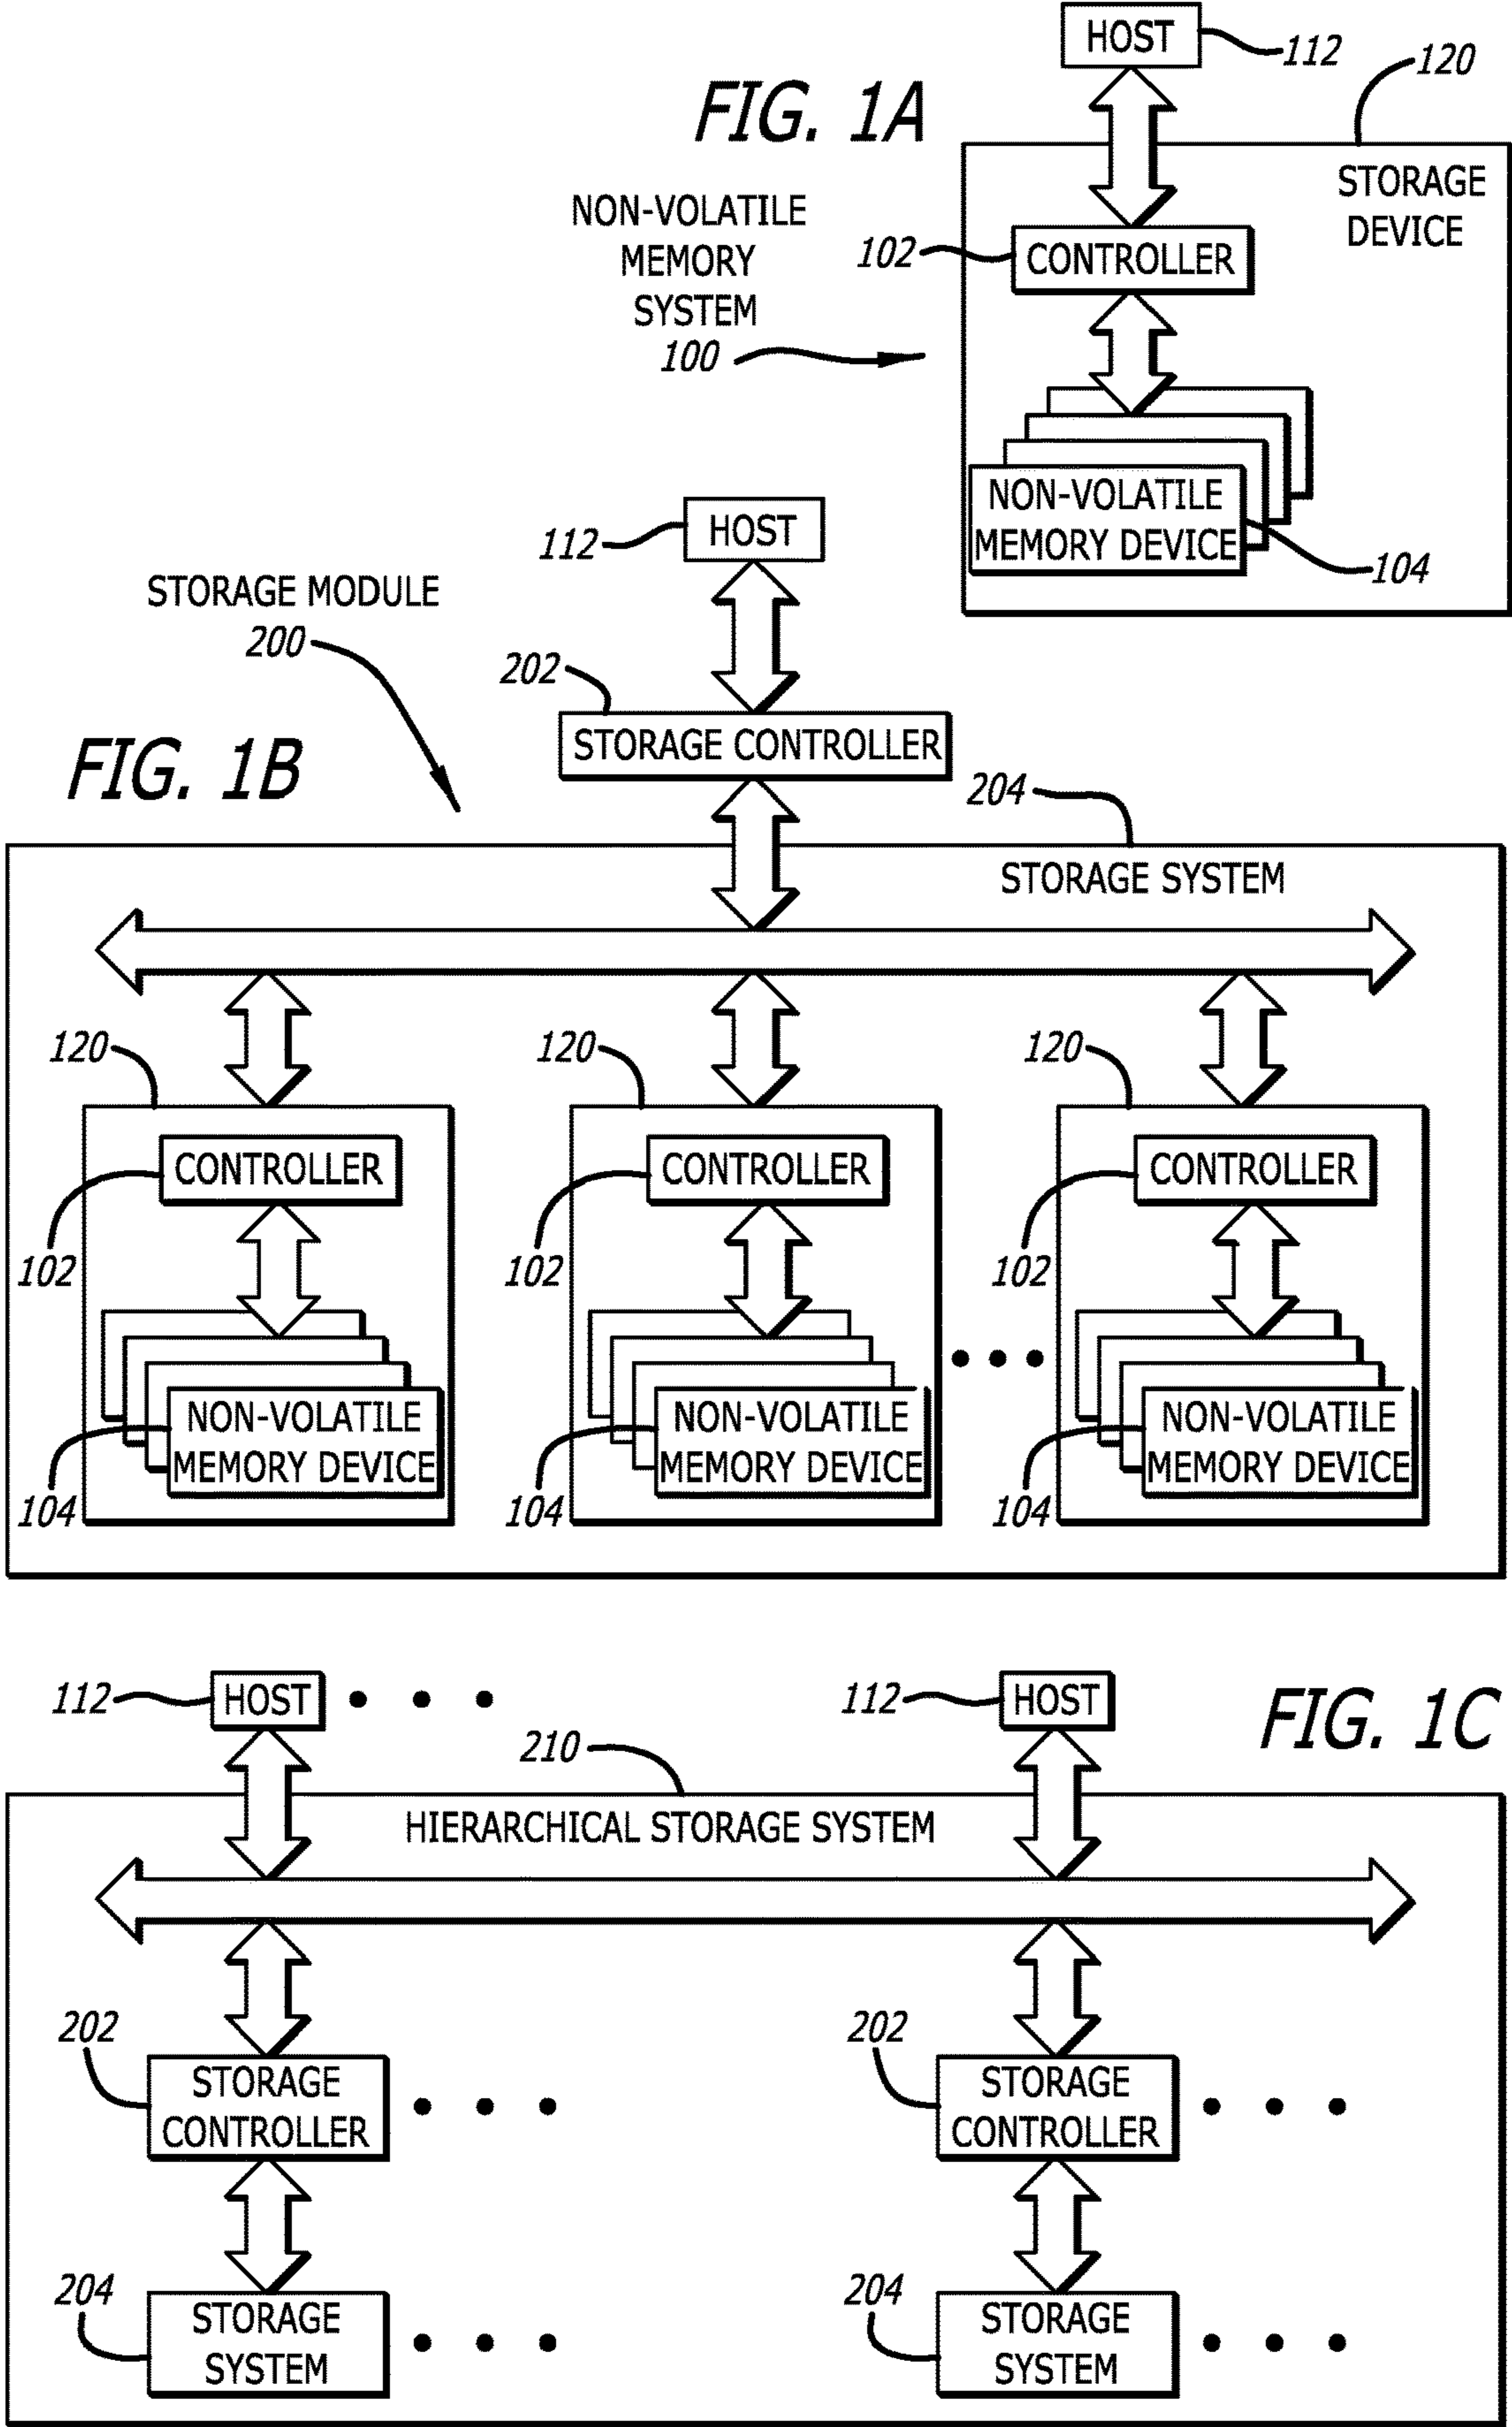 HOST
112
120
FIG. 1A
STORAGE
DEVICE
NON-VOLATILE
MEMORY
SYSTEM
100
102
CONTROLLER
NON-VOLATILE
MEMORY DEVICE
104
HOST
112
STORAGE MODULE
200
202
STORAGE CONTROLLER
FIG. 1B
204
STORAGE SYSTEM
120
120
120
CONTROLLER
CONTROLLER
CONTROLLER
102
102
102
NON-VOLATILE
MEMORY DEVICE
NON-VOLATILE
MEMORY DEVICE
NON-VOLATILE
MEMORY DEVICE
104
104
104
112
HOST
112
HOST
FIG. 1C
210
HIERARCHICAL STORAGE SYSTEM
202
STORAGE
CONTROLLER
202
STORAGE
CONTROLLER
204
STORAGE
SYSTEM
204
STORAGE
SYSTEM